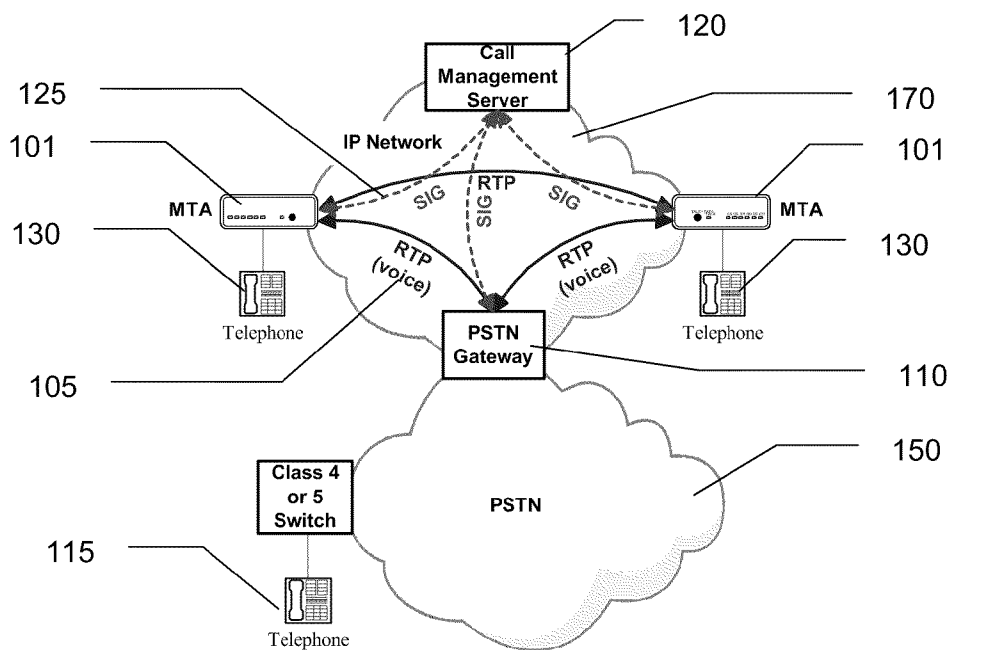 120
Call
Management
Server
125
170
IP Network
101
101
RTP
SIG
SIG
SIG
MTA
MTA
130
130
RTP
(voice)
RTP
(voice)
Telephone
Telephone
PSTN
Gateway
105
110
150
Class 4
or 5
Switch
PSTN
115
Telephone